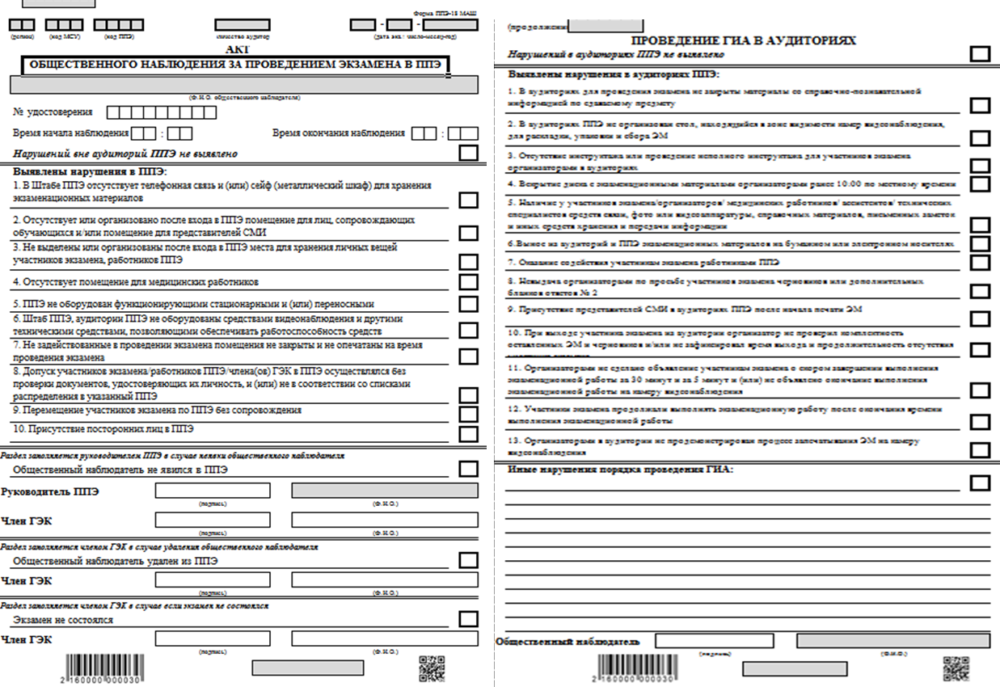 Форма ППЭ-18 МАШ
(регион) (код МСУ) (код ППЭ) (дата экз.: число-месяц-год)
АКТ
ОБЩЕСТВЕННОГО НАБЛЮДЕНИЯ ЗА ПРОВЕДЕНИЕМ ЭКЗАМЕНА В ППЭ
(Ф.И.О. общественного наблюдателя)
№ удостоверения
Время начала наблюдения : Время окончания наблюдения :
Нарушений вне аудиторий ППЭ не выявлено
Выявлены нарушения в ППЭ:
1. В Штабе ППЭ отсутствует телефонная связь и (или) сейф (металлический шкаф) для хранения
экзаменационных материалов
2. Отсутствует или организовано после входа в ППЭ помещение для лиц, сопровождающих
обучающихся и/или помещение для представителей СМИ
3. Не выделены или организованы после входа в ППЭ места для хранения личных вещей
участников экзамена, работников ППЭ
4. Отсутствует помещение для медицинских работников
5. ППЭ не оборудован функционирующими стационарными и (или) переносными
6. Штаб ППЭ, аудитории ППЭ не оборудованы средствами видеонаблюдения и другими
техническими средствами, позволяющими обеспечивать работоспособность средств
7. Не задействованные в проведении экзамена помещения не закрыты и не опечатаны на время
проведения экзамена
8. Допуск участников экзамена/работников ППЭ/члена(ов) ГЭК в ППЭ осуществлялся без
проверки документов, удостоверяющих их личность, и (или) не в соответствии со списками
распределения в указанный ППЭ
9. Перемещение участников экзамена по ППЭ без сопровождения
10. Присутствие посторонних лиц в ППЭ
Раздел заполняется руководителем ППЭ в случае неявки общественного наблюдателя
Общественный наблюдатель не явился в ППЭ
Руководитель ППЭ
(подпись) (Ф.И.О.)
Член ГЭК
(подпись) (Ф.И.О.)
Раздел заполняется членом ГЭК в случае удаления общественного наблюдателя
Общественный наблюдатель удален из ППЭ
Член ГЭК
(подпись) (Ф.И.О.)
Раздел заполняется членом ГЭК в случае если экзамен не состоялся
Экзамен не состоялся
Член ГЭК
(подпись) (Ф.И.О.)
2 160000 000030
(продолжени
ПРОВЕДЕНИЕ ГИА В АУДИТОРИЯХ
Нарушений в аудиториях ППЭ не выявлено
Выявлены нарушения в аудиториях ППЭ:
1. В аудиториях для проведения экзамена не закрыты материалы со справочно-познавательной
информацией по сдаваемому предмету
2. В аудиториях ППЭ не организован стол, находящийся в зоне видимости камер видеонаблюдения,
для раскладки, упаковки и сбора ЭМ
3. Отсутствие инструктажа или проведение неполного инструктажа для участников экзамена
организаторами в аудиториях
4. Вскрытие диска с экзаменационными материалами организаторами ранее 10:00 по местному времени
5. Наличие у участников экзамена/организаторов/ медицинских работников/ ассистентов/ технических
специалистов средств связи, фото или видеоаппаратуры, справочных материалов, письменных заметок
и иных средств хранения и передачи информации
6.Вынос из аудиторий и ППЭ экзаменационных материалов на бумажном или электронном носителях
7. Оказание содействия участникам экзамена работниками ППЭ
8. Невыдача организаторами по просьбе участников экзамена черновиков или дополнительных
бланков ответов № 2
9. Присутствие представителей СМИ в аудиториях ППЭ после начала печати ЭМ
10. При выходе участника экзамена из аудитории организатор не проверил комплектность
оставленных ЭМ и черновиков и/или не зафиксировал время выхода и продолжительность отсутствия
11. Организаторами не сделано объявление участникам экзамена о скором завершении выполнения
экзаменационной работы за 30 минут и за 5 минут и (или) не объявлено окончание выполнения
экзаменационной работы на камеру видеонаблюдения
12. Участники экзамена продолжали выполнять экзаменационную работу после окончания времени
выполнения экзаменационной работы
13. Организаторами в аудитории не продемонстрирован процесс запечатывания ЭМ на камеру
видеонаблюдения
Иные нарушения порядка проведения ГИА:
Общественный наблюдатель
(подпись) (Ф.И.О.)
2 160000 000030